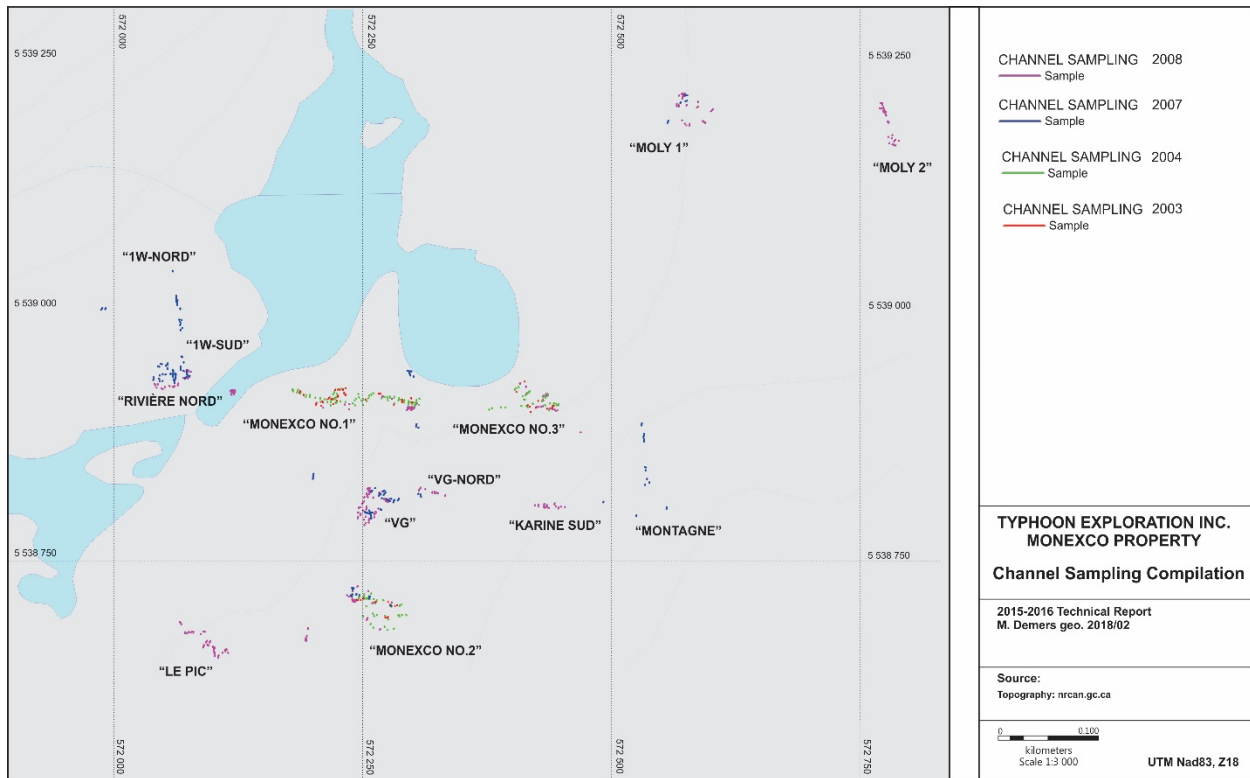 572 000
572 250
572 500
572 750
5 539 250
5 539 250
"MOLY 1"
"MOLY 2"
"1W-NORD"
5 539 000
5 539 000
"1W-SUD"
"RIVIÈRE NORD"
"MONEXCO NO.1"
"MONEXCO NO.3"
"VG-NORD"
"VG"
"KARINE SUD"
"MONTAGNE"
5 538 750
5 538 750
"MONEXCO NO.2"
"LE PIC"
572 000
572 250
572 500
572 750
CHANNEL SAMPLING 2008
Sample
CHANNEL SAMPLING 2007
Sample
CHANNEL SAMPLING 2004
Sample
CHANNEL SAMPLING 2003
Sample
TYPHOON EXPLORATION INC.
MONEXCO PROPERTY
Channel Sampling Compilation
2015-2016 Technical Report
M. Demers geo. 2018/02
Source:
Topography: nrcan.gc.ca
0 0.100
kilometers
Scale 1:3 000
UTM Nad83, Z18